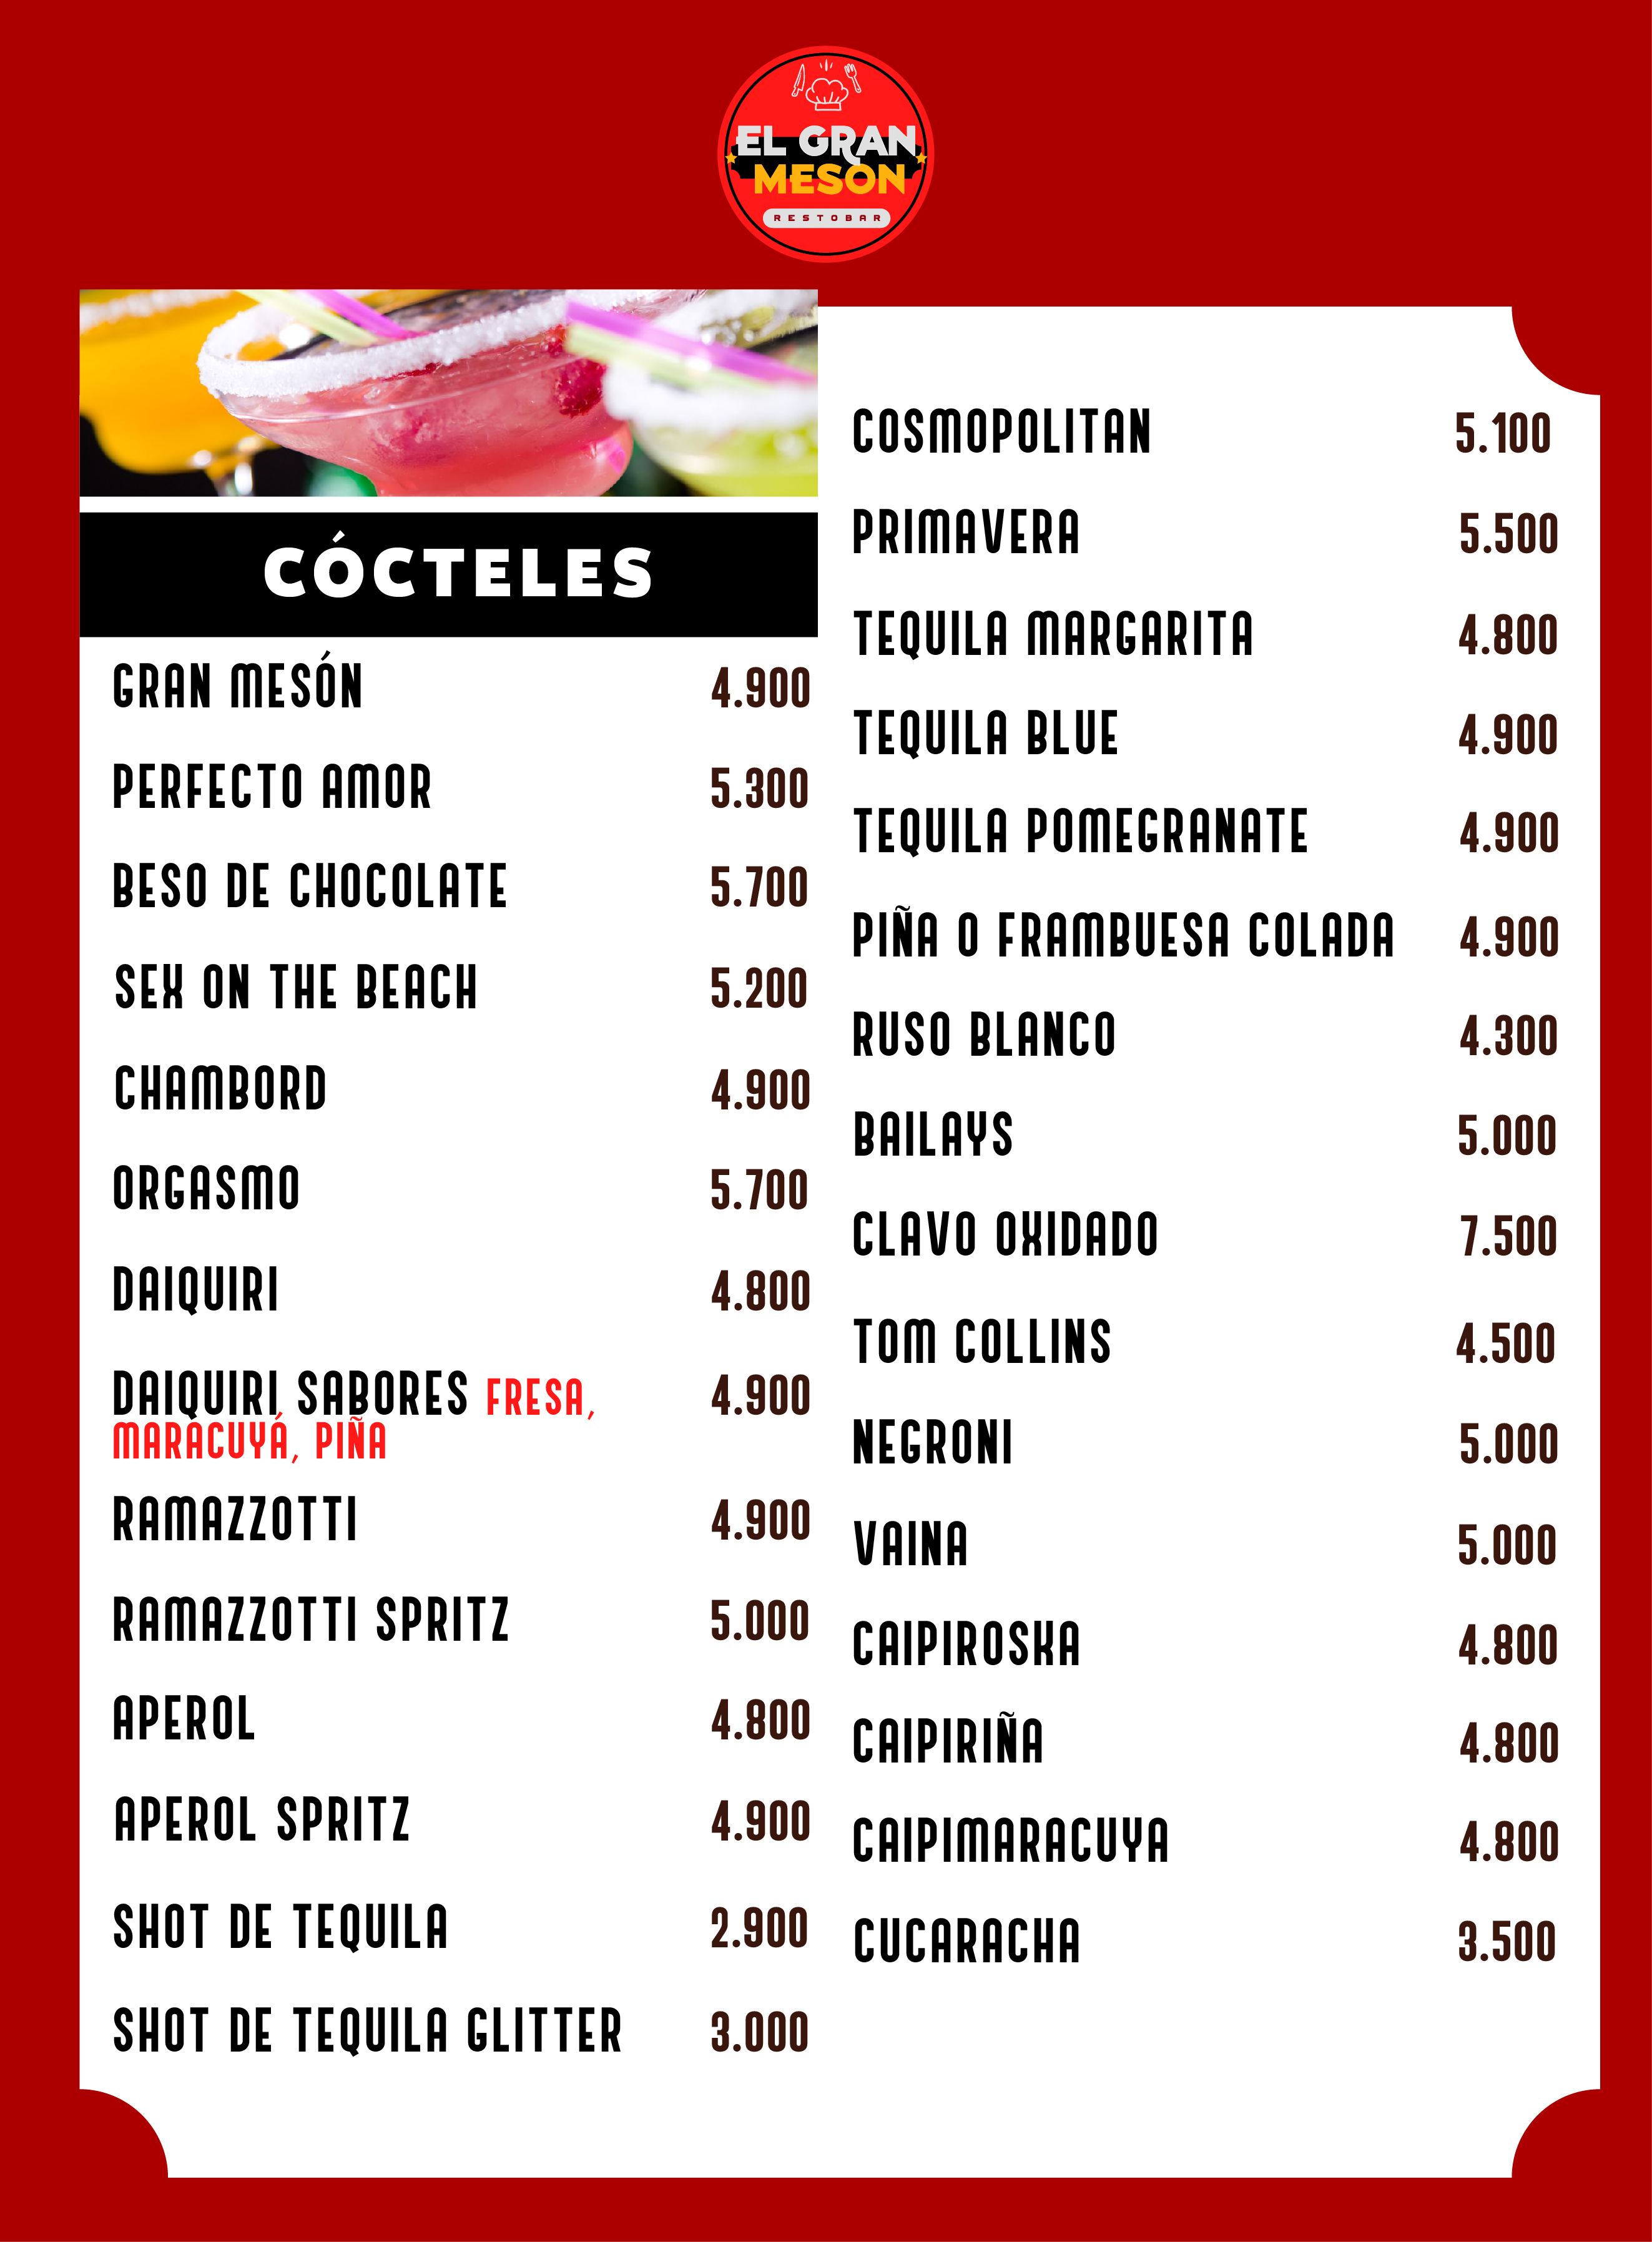 EL GRAN
MESON
RESTOBAR
CÓCTELES
GRAN MESÓN 4.900
PERFECTO AMOR 5.300
BESO DE CHOCOLATE 5.700
SEX ON THE BEACH 5.200
CHAMBORD 4.900
ORGASMO 5.700
DAIQUIRI 4.800
DAIQUIRI SABORES FRESA, 4.900
MARACUYÁ, PIÑA
RAMAZZOTTI 4.900
RAMAZZOTTI SPRITZ 5.000
APEROL 4.800
APEROL SPRITZ 4.900
SHOT DE TEQUILA 2.900
SHOT DE TEQUILA GLITTER 3.000
COSMOPOLITAN 5.100
PRIMAVERA 5.500
TEQUILA MARGARITA 4.800
TEQUILA BLUE 4.900
TEQUILA POMEGRANATE 4.900
PIÑA O FRAMBUESA COLADA 4.900
RUSO BLANCO 4.300
BAILAYS 5.000
CLAVO OXIDADO 7.500
TOM COLLINS 4.500
NEGRONI 5.000
VAINA 5.000
CAIPIROSKA 4.800
CAIPIRIÑA 4.800
CAIPIMARACUYA 4.800
CUCARACHA 3.500